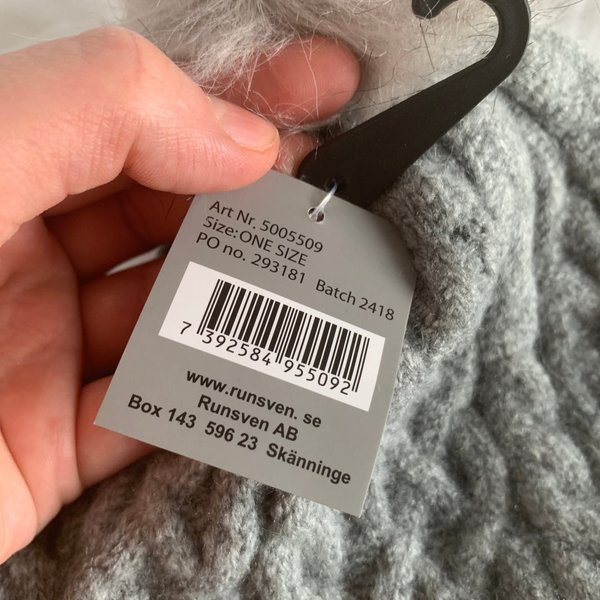 Art Nr. 5005509
Size:ONE SIZE
PO no. 293181 Batch 2418
7 392584 955092
www.runsven. se
Runsven AB
Box 143 596 23 Skänninge